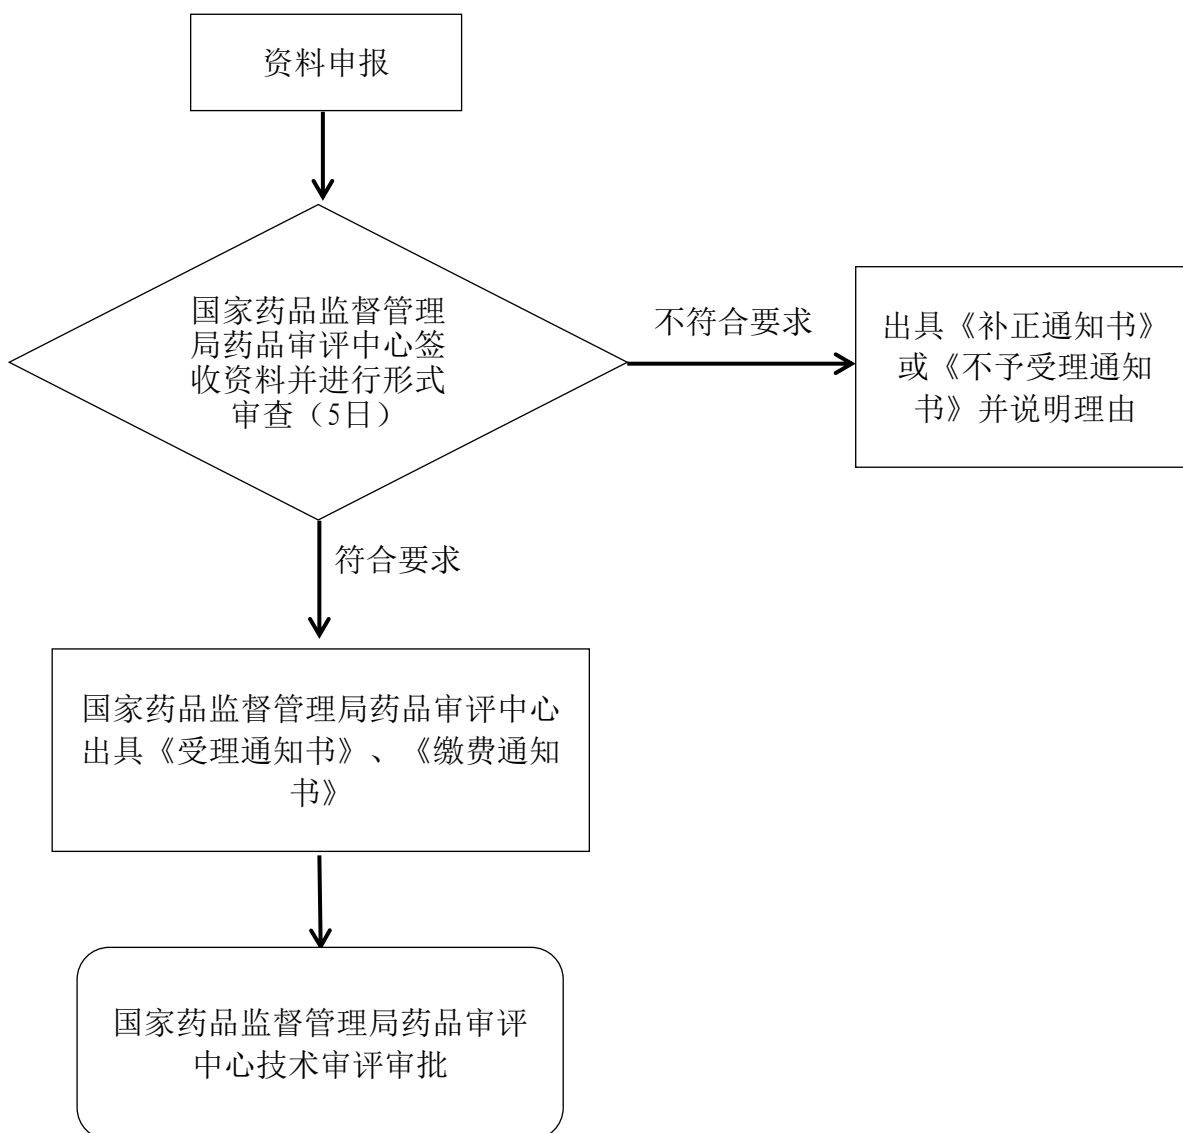 资料申报
国家药品监督管理
局药品审评中心签
收资料并进行形式
审查（5日）
不符合要求
出具《补正通知书》
或《不予受理通知
书》并说明理由
符合要求
国家药品监督管理局药品审评中心
出具《受理通知书》、《缴费通知
书》
国家药品监督管理局药品审评
中心技术审评审批